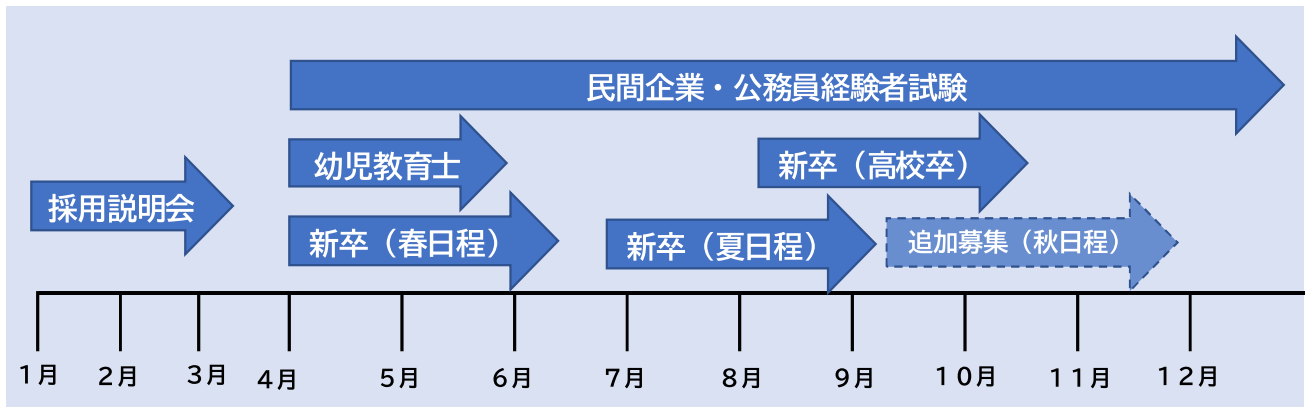 民間企業・公務員経験者試験
幼児教育士
新卒（高校卒）
採用説明会
新卒（春日程）
新卒（夏日程）
追加募集（秋日程）
１月
２月
３月
４月
５月
６月
７月
８月
９月
１０月
１１月
１２月